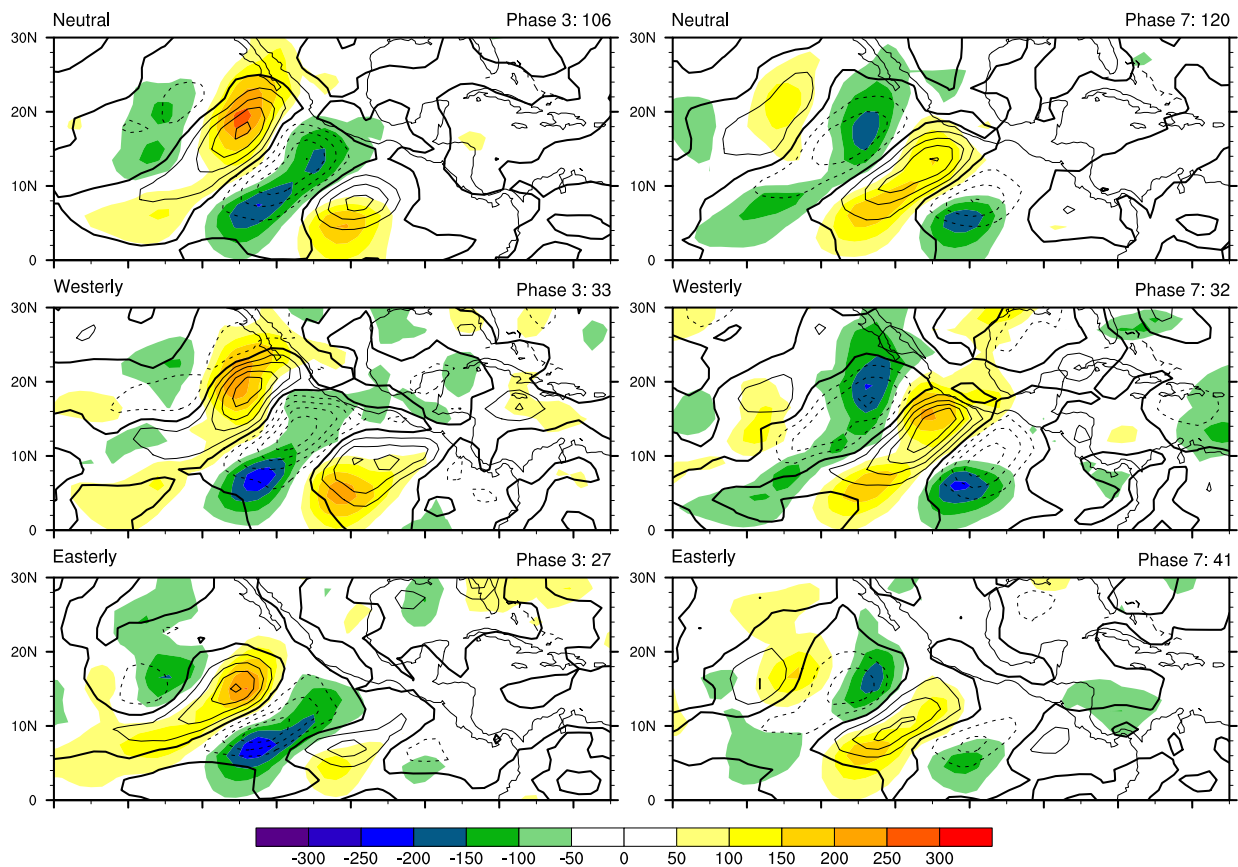 Neutral Phase 3: 106 Neutral Phase 7: 120
30N
20N
10N
0
30N
20N
10N
0
Westerly Phase 3: 33 Westerly Phase 7: 32
30N
20N
10N
0
30N
20N
10N
0
Easterly Phase 3: 27 Easterly Phase 7: 41
30N
20N
10N
0
30N
20N
10N
0
-300 -250 -200 -150 -100 -50 0 50 100 150 200 250 300